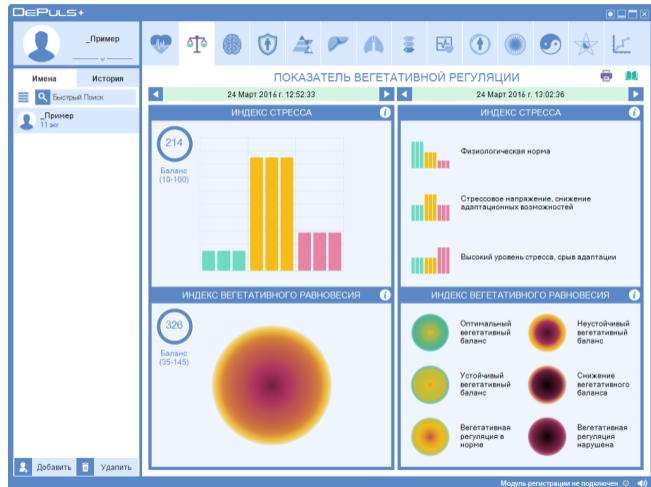 DePuls+
_Пример
ПОКАЗАТЕЛЬ ВЕГЕТАТИВНОЙ РЕГУЛЯЦИИ
Имена
История
Быстрый Поиск
_Пример
11 экг
24 Март 2016 г. 12:52:33
24 Март 2016 г. 13:02:36
ИНДЕКС СТРЕССА
214
Баланс
(10-100)
ИНДЕКС СТРЕССА
Физиологическая норма
Стрессовое напряжение, снижение
адаптационных возможностей
Высокий уровень стресса, срыв адаптации
ИНДЕКС ВЕГЕТАТИВНОГО РАВНОВЕСИЯ
326
Баланс
(35-145)
ИНДЕКС ВЕГЕТАТИВНОГО РАВНОВЕСИЯ
Оптимальный
вегетативный
баланс
Неустойчивый
вегетативный
баланс
Устойчивый
вегетативный
баланс
Снижение
вегетативного
баланса
Вегетативная
регуляция в
норме
Вегетативная
регуляция
нарушена
Добавить
Удалить
Модуль регистрации не подключен